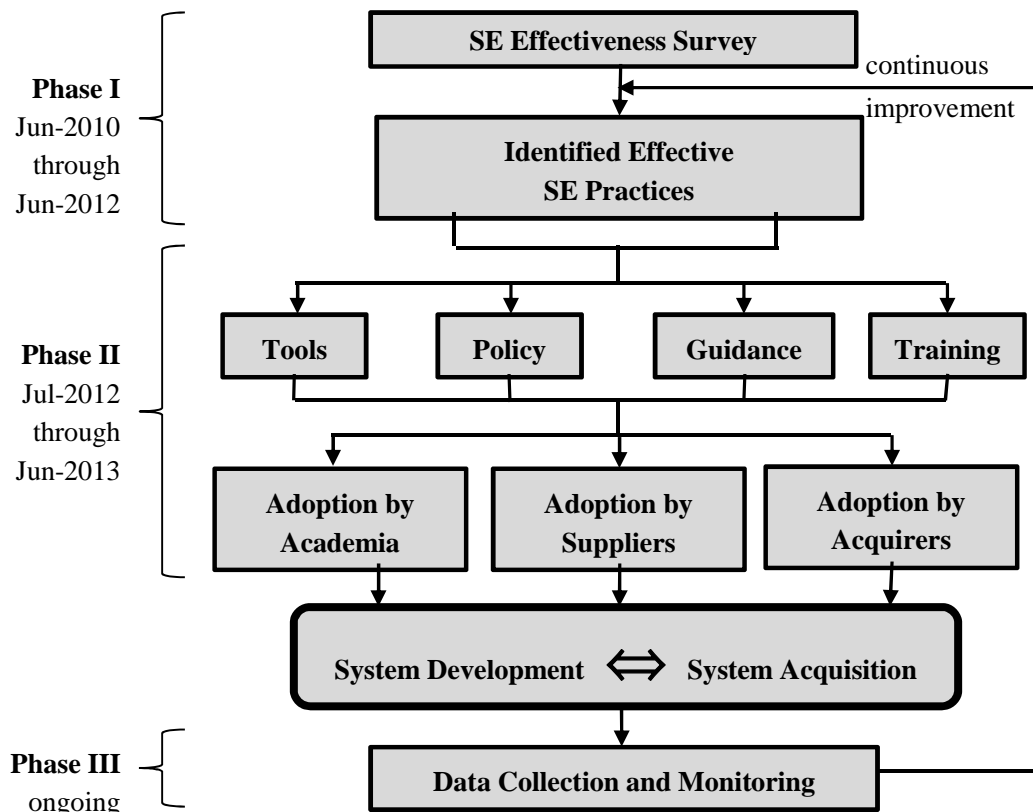 SE Effectiveness Survey
continuous
improvement
Phase I
Jun-2010
through
Jun-2012
Identified Effective
SE Practices
Phase II
Jul-2012
through
Jun-2013
Tools
Policy
Guidance
Training
Adoption by
Academia
Adoption by
Suppliers
Adoption by
Acquirers
System Development
System Acquisition
Phase III
ongoing
Data Collection and Monitoring